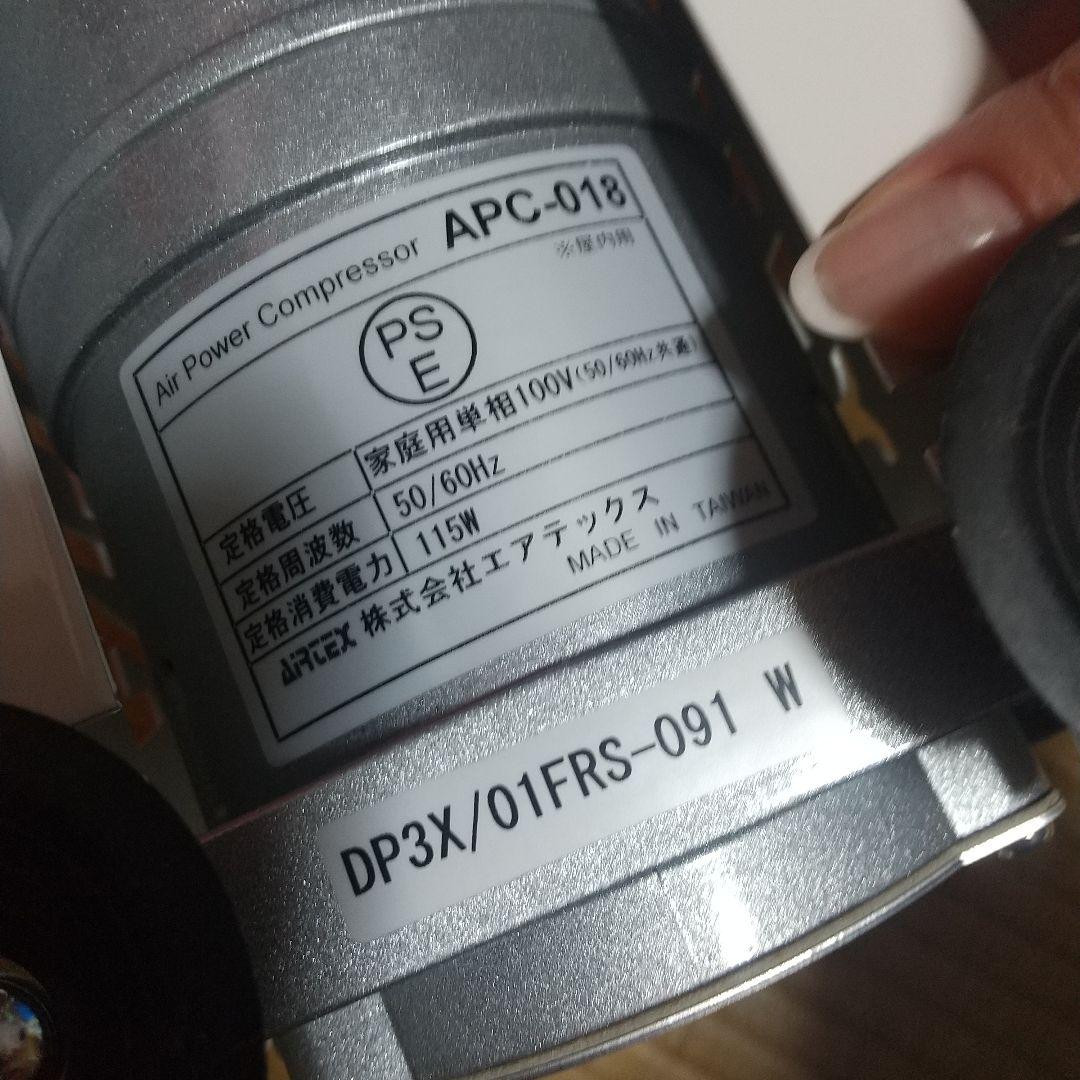 Air Power Compressor APC-018
※屋内用
PS
E
定格電圧 家庭用単相100V(50/60Hz共通)
定格周波数 50/60Hz
定格消費電力 115W
AIRTEX 株式会社エアテックス
MADE IN TAIWAN
DP3X/01FRS-091 W